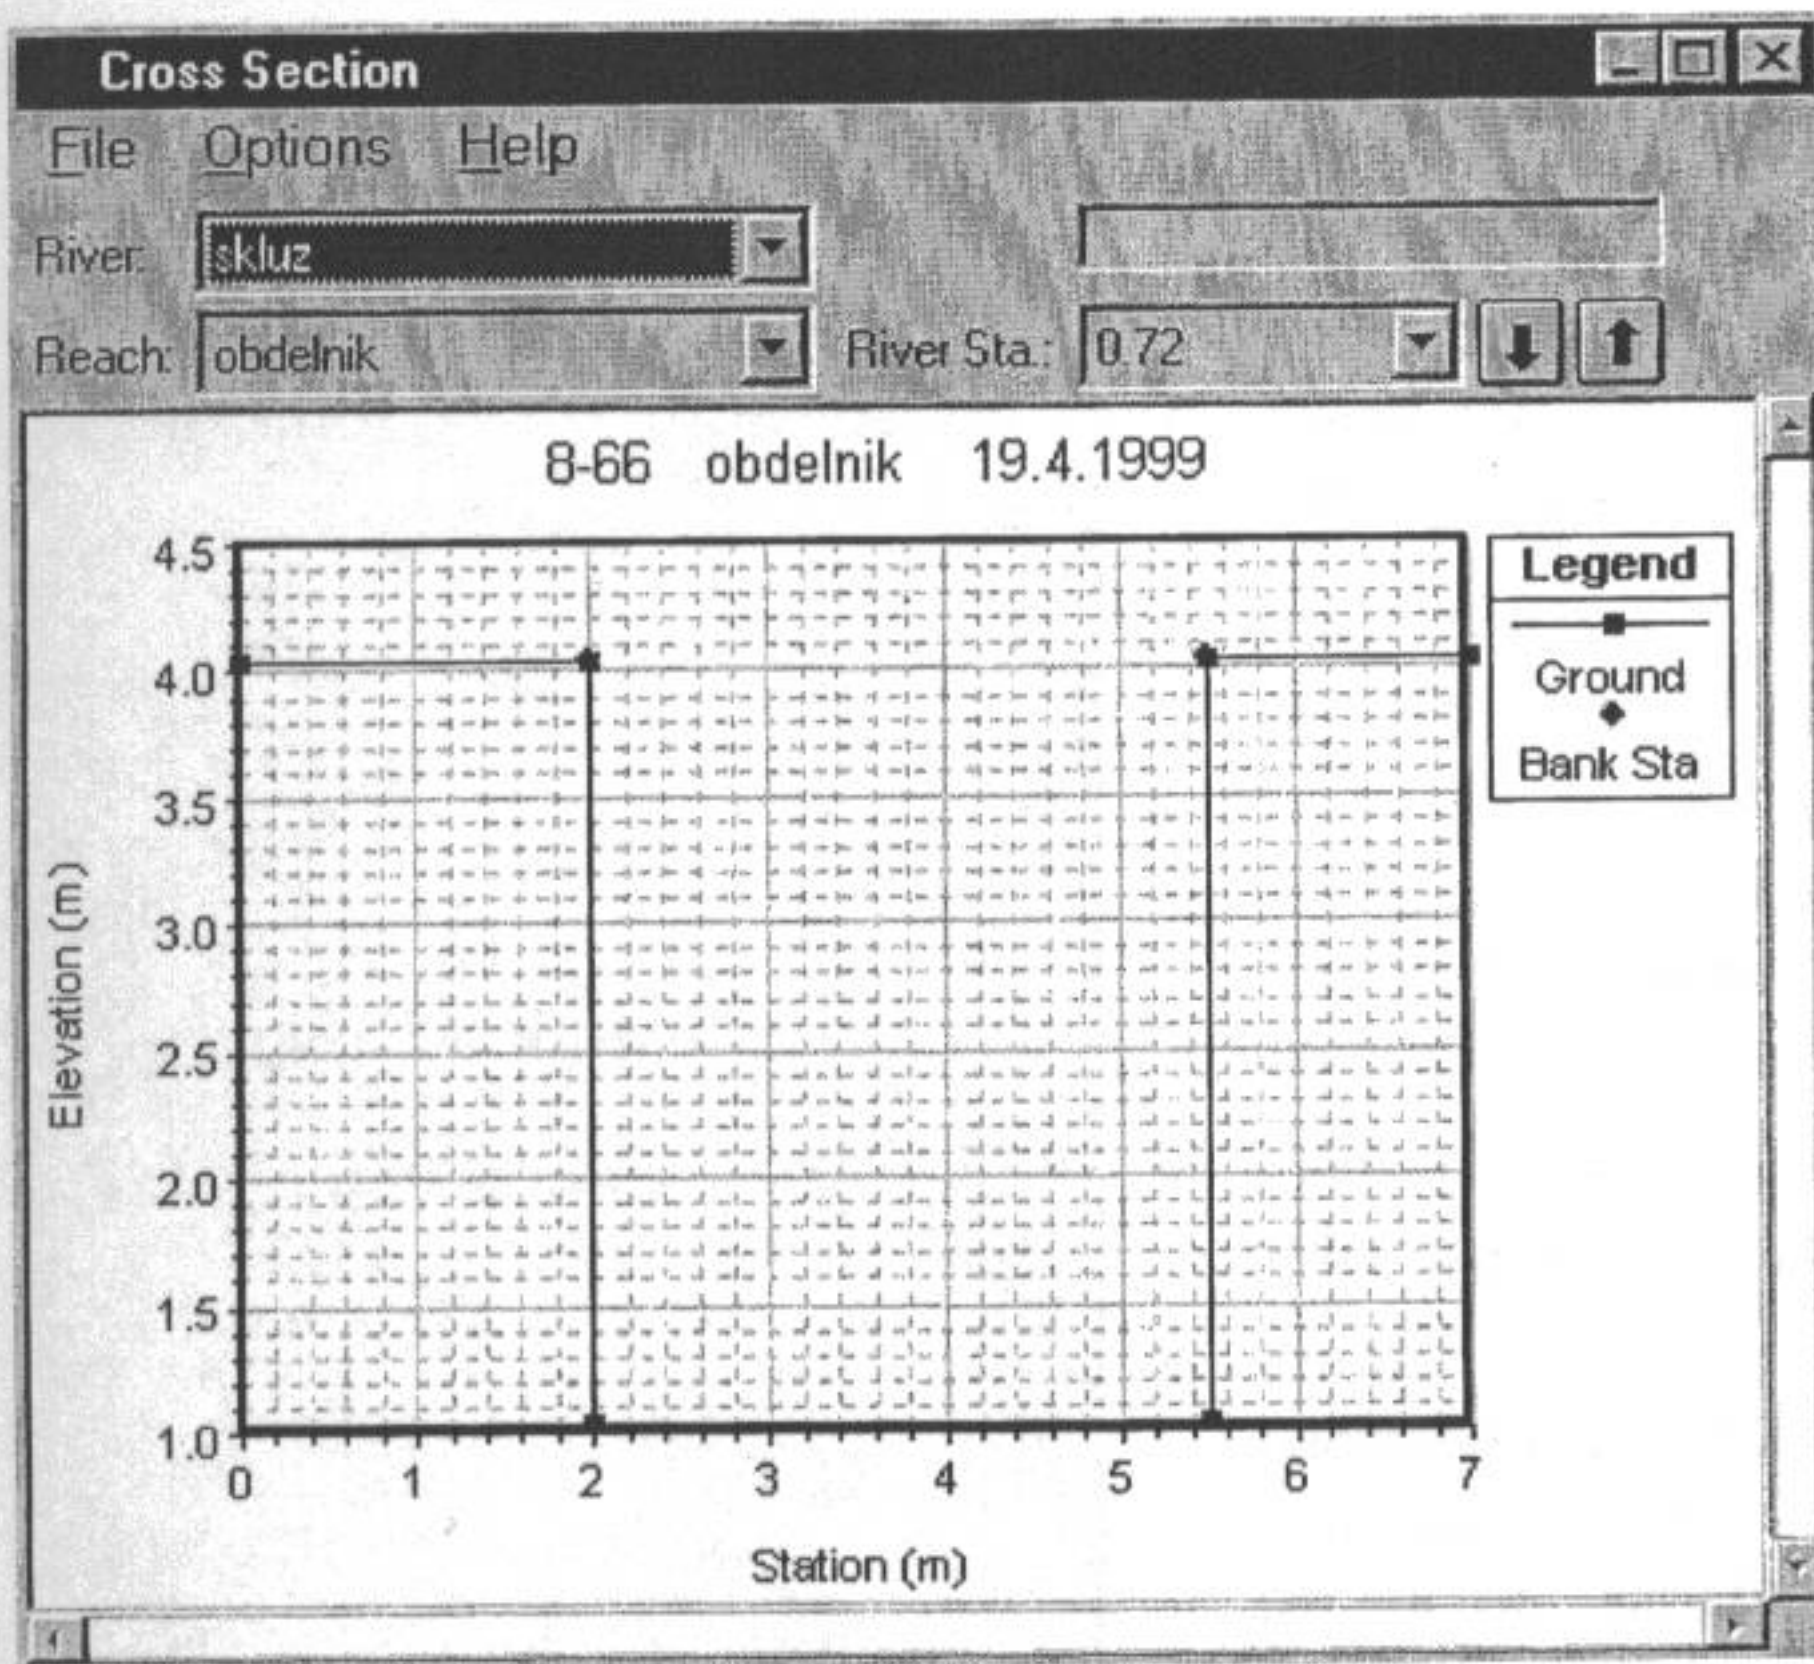 Cross Section
File Options Help
River: skluz
Reach: obdelnik River Sta.: 0.72
8-66 obdelnik 19.4.1999
4.5
4.0
3.5
3.0
2.5
2.0
1.5
1.0
Elevation (m)
0 1 2 3 4 5 6 7
Station (m)
Legend
Ground
Bank Sta